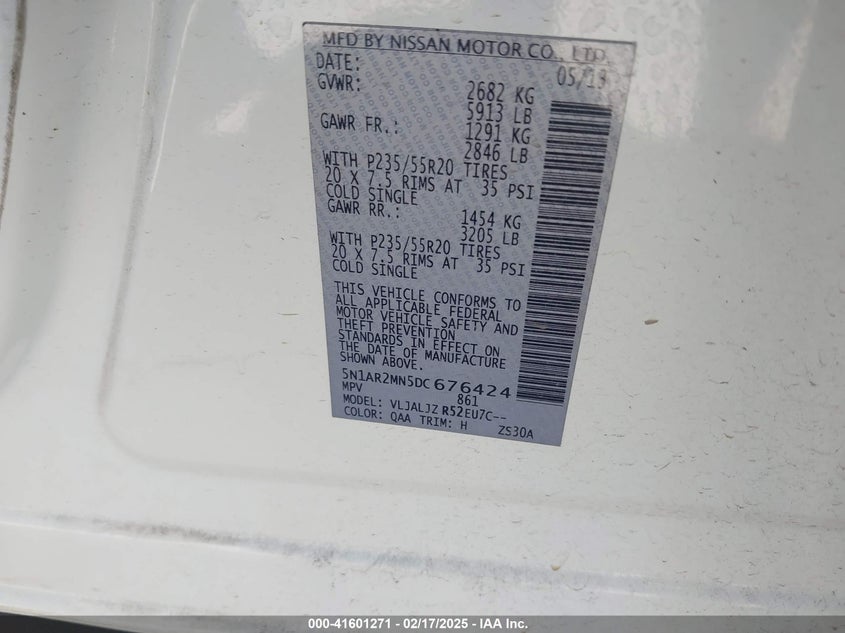 MFD BY NISSAN MOTOR CO., LTD.
DATE: 05/13
GVWR: 2682 KG
5913 LB
GAWR FR.: 1291 KG
2846 LB
WITH P235/55R20 TIRES
20 X 7.5 RIMS AT 35 PSI
COLD SINGLE
GAWR RR.: 1454 KG
3205 LB
WITH P235/55R20 TIRES
20 X 7.5 RIMS AT 35 PSI
COLD SINGLE
THIS VEHICLE CONFORMS TO
ALL APPLICABLE FEDERAL
MOTOR VEHICLE SAFETY AND
THEFT PREVENTION
STANDARDS IN EFFECT ON
THE DATE OF MANUFACTURE
SHOWN ABOVE.
5N1AR2MN5DC676424
MPV 861
MODEL: VLJALJZ R52EU7C--
COLOR: QAA TRIM: H ZS30A
000-41601271 - 02/17/2025 - IAA Inc.